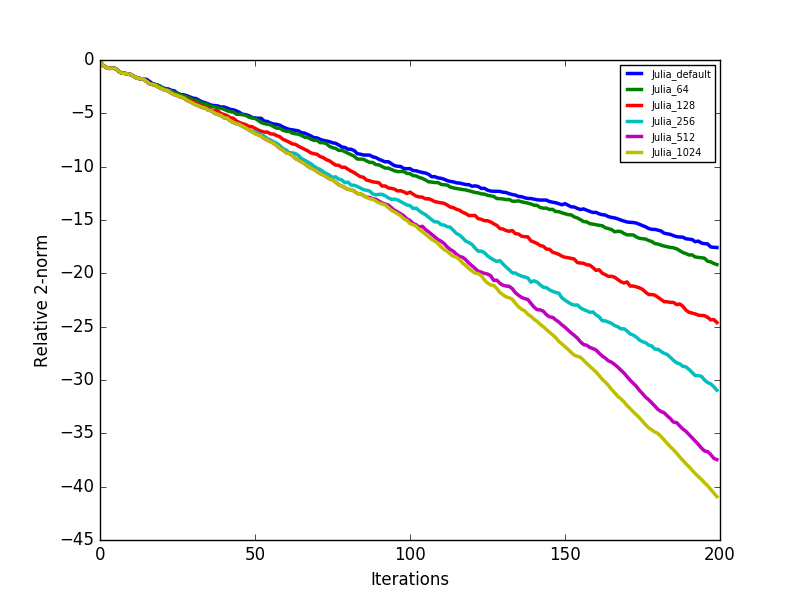 0
−5
−10
−15
−20
−25
−30
−35
−40
−45
Relative 2-norm
0 50 100 150 200
Iterations
Julia_default
Julia_64
Julia_128
Julia_256
Julia_512
Julia_1024